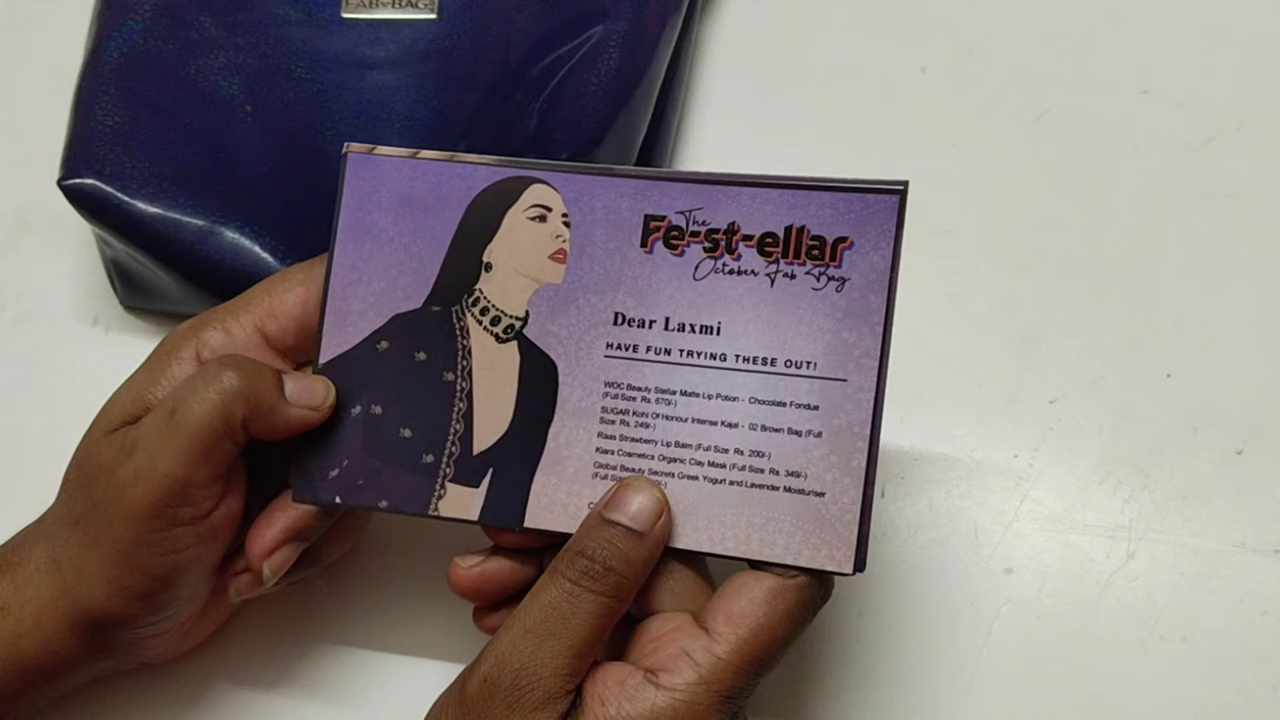 FAB BAG
The
Fe-st-ellar
October Fab Bag
Dear Laxmi
HAVE FUN TRYING THESE OUT!
WOC Beauty Stellar Matte Lip Potion - Chocolate Fondue
(Full Size: Rs. 670/-)
SUGAR Kohl Of Honour Intense Kajal - 02 Brown Bag (Full
Size: Rs. 249/-)
Raas Strawberry Lip Balm (Full Size: Rs. 200/-)
Kiara Cosmetics Organic Clay Mask (Full Size: Rs. 349/-)
Global Beauty Secrets Greek Yogurt and Lavender Moisturiser
(Full